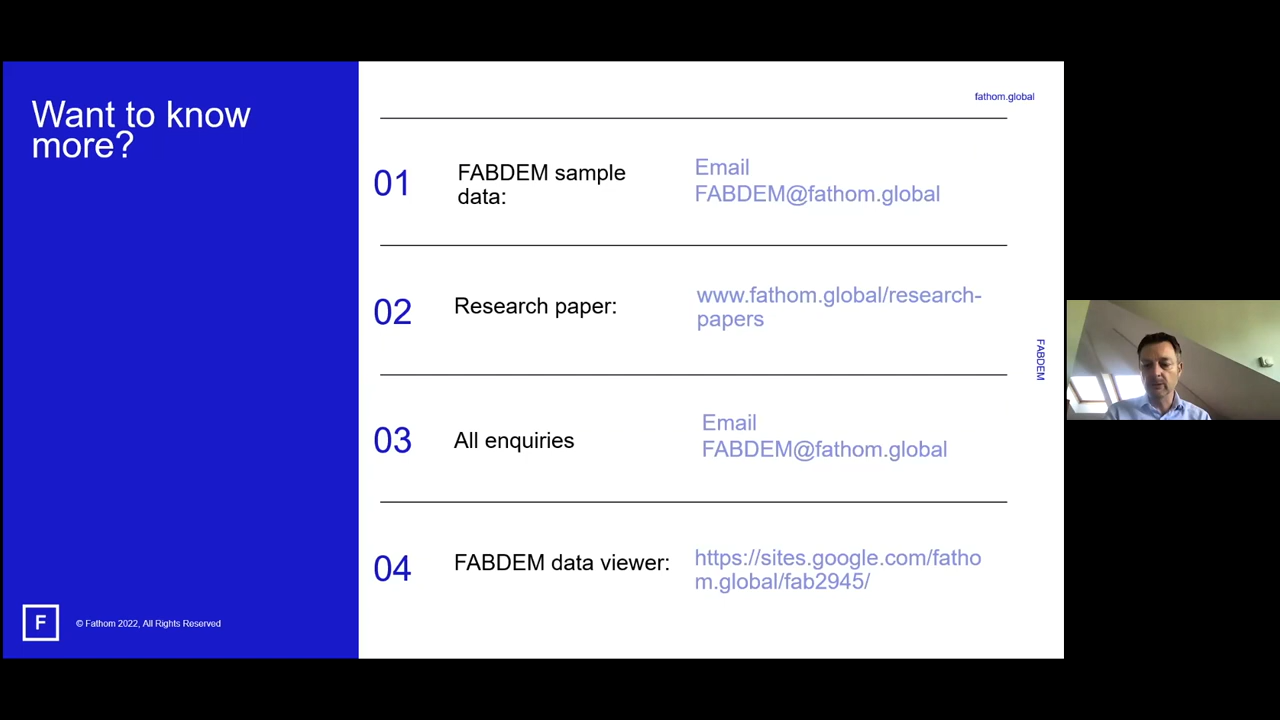 Want to know
more?
fathom.global
01
FABDEM sample
data:
Email
FABDEM@fathom.global
02
Research paper:
www.fathom.global/research-
papers
03
All enquiries
Email
FABDEM@fathom.global
04
FABDEM data viewer:
https://sites.google.com/fatho
m.global/fab2945/
FABDEM
F
© Fathom 2022, All Rights Reserved